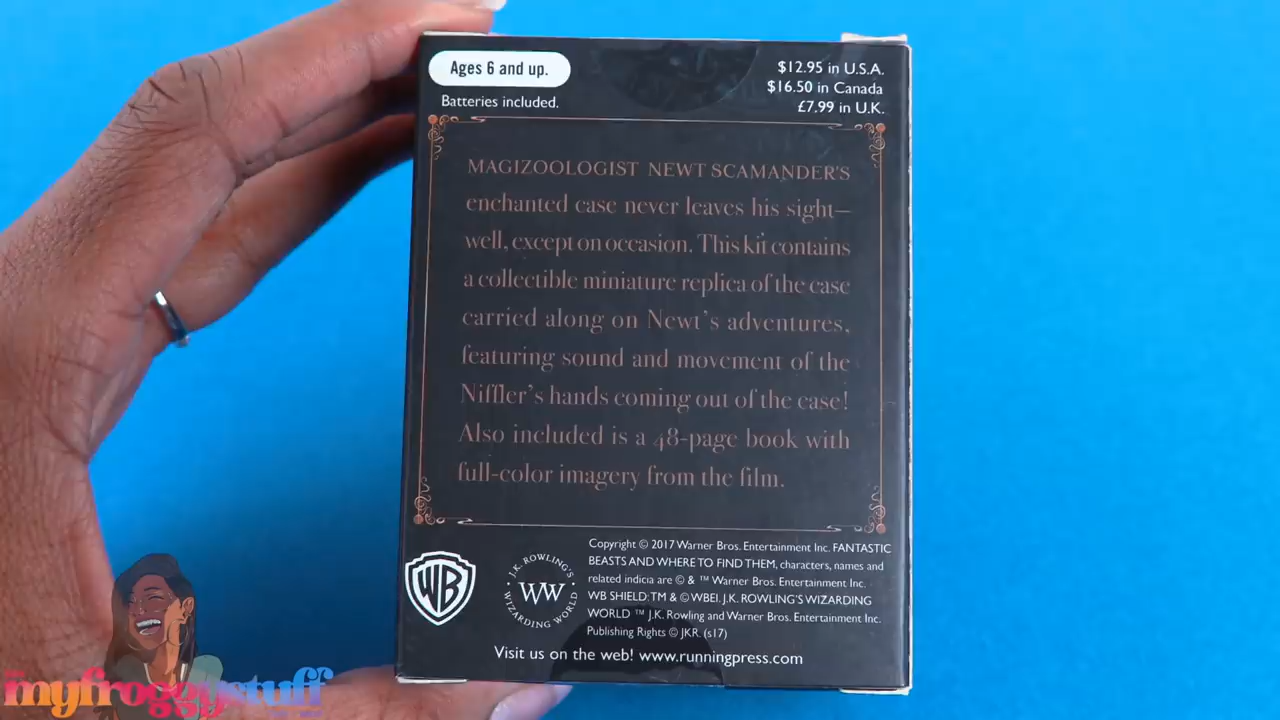 Ages 6 and up.
Batteries included.
$12.95 in U.S.A.
$16.50 in Canada
£7.99 in U.K.
MAGIZOOLOGIST NEWT SCAMANDER'S
enchanted case never leaves his sight—
well, except on occasion. This kit contains
a collectible miniature replica of the case
carried along on Newt's adventures,
featuring sound and movement of the
Niffler's hands coming out of the case!
Also included is a 48-page book with
full-color imagery from the film.
WB
J.K. ROWLING'S
WW
WIZARDING WORLD
Copyright © 2017 Warner Bros. Entertainment Inc. FANTASTIC
BEASTS AND WHERE TO FIND THEM, characters, names and
related indicia are © & ™ Warner Bros. Entertainment Inc.
WB SHIELD: TM & © WBEI. J.K. ROWLING'S WIZARDING
WORLD ™ J.K. Rowling and Warner Bros. Entertainment Inc.
Publishing Rights © JKR. (s17)
Visit us on the web! www.runningpress.com
myfroggystuff